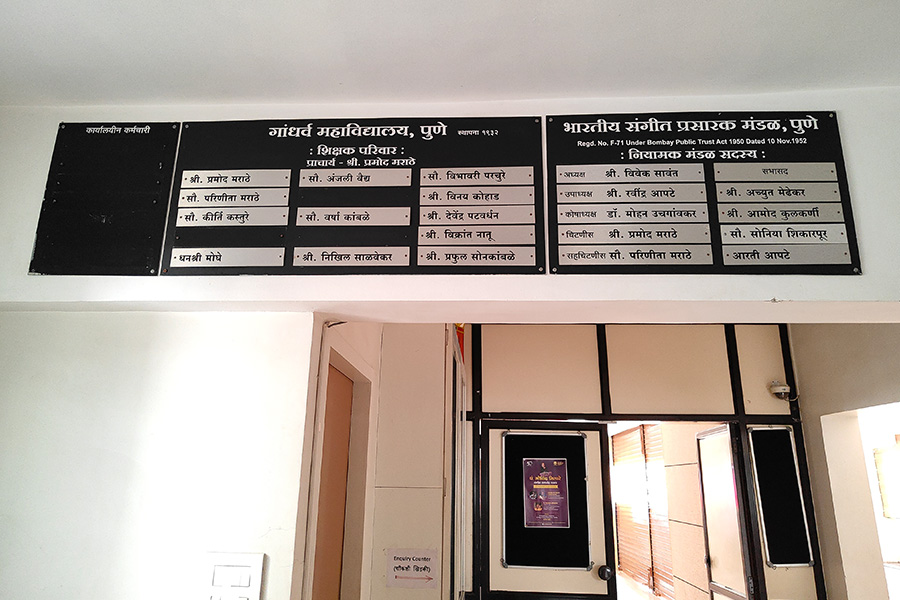 कार्यालयीन कर्मचारी
गांधर्व महाविद्यालय, पुणे स्थापना १९३२
: शिक्षक परिवार :
प्राचार्य - श्री. प्रमोद मराठे
श्री. प्रमोद मराठे
सौ. परिणीता मराठे
सौ. कीर्ति कस्तुरे
धनश्री मोघे
सौ. अंजली वैद्य
सौ. वर्षा कांबळे
श्री. निखिल साळवेकर
सौ. विभावरी परचुरे
श्री. विनय कोहाड
श्री. देवेंद्र पटवर्धन
श्री. विक्रांत नातू
श्री. प्रफुल सोनकांबळे
भारतीय संगीत प्रसारक मंडळ, पुणे
Regd. No. F-71 Under Bombay Public Trust Act 1950 Dated 10 Nov.1952
: नियामक मंडळ सदस्य :
अध्यक्ष श्री. विवेक सावंत
उपाध्यक्ष श्री. रवींद्र आपटे
कोषाध्यक्ष डॉ. मोहन उचगांवकर
चिटणीस श्री. प्रमोद मराठे
सहचिटणीस सौ. परिणीता मराठे
सभासद
श्री. अच्युत मेढेकर
श्री. आमोद कुलकर्णी
सौ. सोनिया शिकारपूर
आरती आपटे
Enquiry Counter
(चौकशी खिडकी)